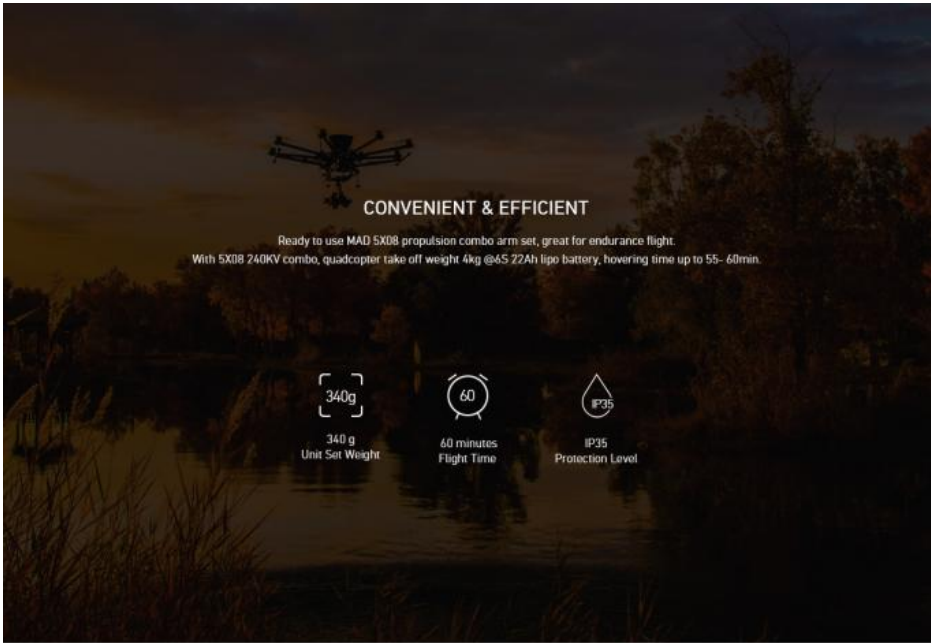 CONVENIENT & EFFICIENT
Ready to use MAD 5X08 propulsion combo arm set, great for endurance flight.
With 5X08 240KV combo, quadcopter take off weight 4kg @6S 22Ah lipo battery, hovering time up to 55- 60min.
340g
60
IP35
340 g
Unit Set Weight
60 minutes
Flight Time
IP35
Protection Level